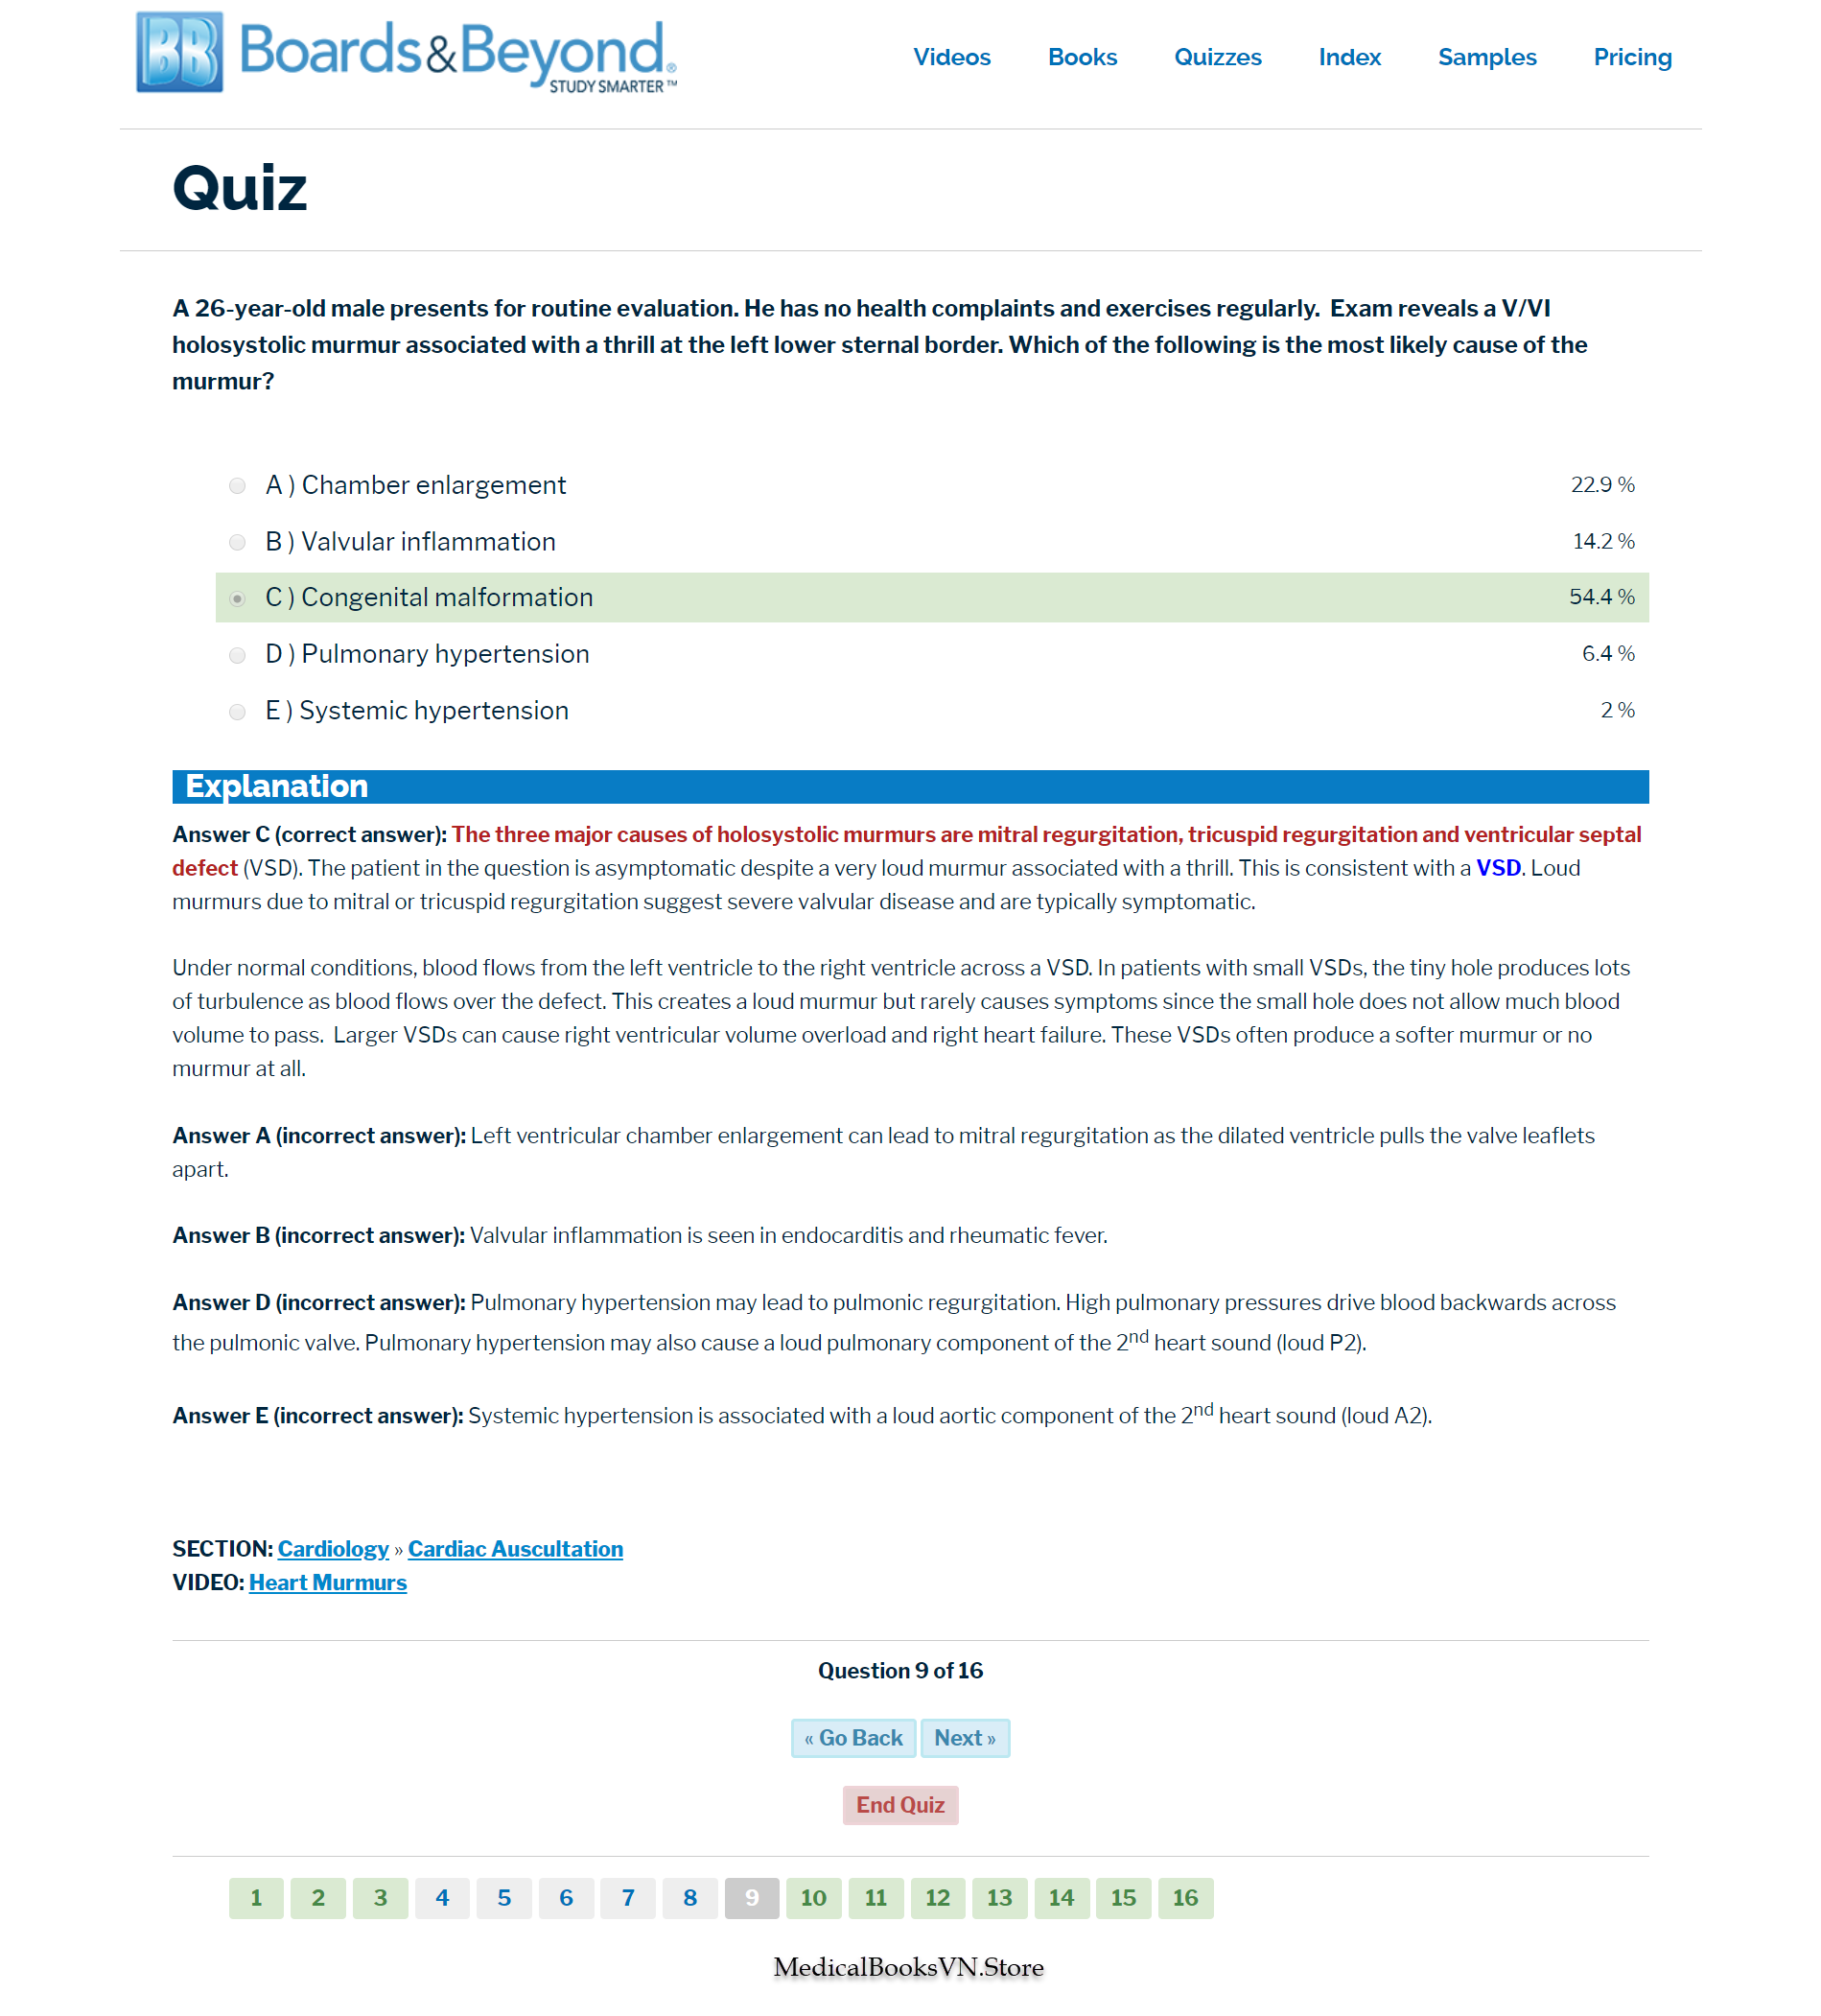 BB Boards&Beyond®
STUDY SMARTER™
Videos Books Quizzes Index Samples Pricing
Quiz
A 26-year-old male presents for routine evaluation. He has no health complaints and exercises regularly.  Exam reveals a V/VI
holosystolic murmur associated with a thrill at the left lower sternal border. Which of the following is the most likely cause of the
murmur?
A ) Chamber enlargement 22.9 %
B ) Valvular inflammation 14.2 %
C ) Congenital malformation 54.4 %
D ) Pulmonary hypertension 6.4 %
E ) Systemic hypertension 2 %
Explanation
Answer C (correct answer): The three major causes of holosystolic murmurs are mitral regurgitation, tricuspid regurgitation and ventricular septal
defect (VSD). The patient in the question is asymptomatic despite a very loud murmur associated with a thrill. This is consistent with a VSD. Loud
murmurs due to mitral or tricuspid regurgitation suggest severe valvular disease and are typically symptomatic.
Under normal conditions, blood flows from the left ventricle to the right ventricle across a VSD. In patients with small VSDs, the tiny hole produces lots
of turbulence as blood flows over the defect. This creates a loud murmur but rarely causes symptoms since the small hole does not allow much blood
volume to pass.  Larger VSDs can cause right ventricular volume overload and right heart failure. These VSDs often produce a softer murmur or no
murmur at all.
Answer A (incorrect answer): Left ventricular chamber enlargement can lead to mitral regurgitation as the dilated ventricle pulls the valve leaflets
apart.
Answer B (incorrect answer): Valvular inflammation is seen in endocarditis and rheumatic fever.
Answer D (incorrect answer): Pulmonary hypertension may lead to pulmonic regurgitation. High pulmonary pressures drive blood backwards across
the pulmonic valve. Pulmonary hypertension may also cause a loud pulmonary component of the 2nd heart sound (loud P2).
Answer E (incorrect answer): Systemic hypertension is associated with a loud aortic component of the 2nd heart sound (loud A2).
SECTION: Cardiology » Cardiac Auscultation
VIDEO: Heart Murmurs
Question 9 of 16
« Go Back Next »
End Quiz
1 2 3 4 5 6 7 8 9 10 11 12 13 14 15 16
MedicalBooksVN.Store